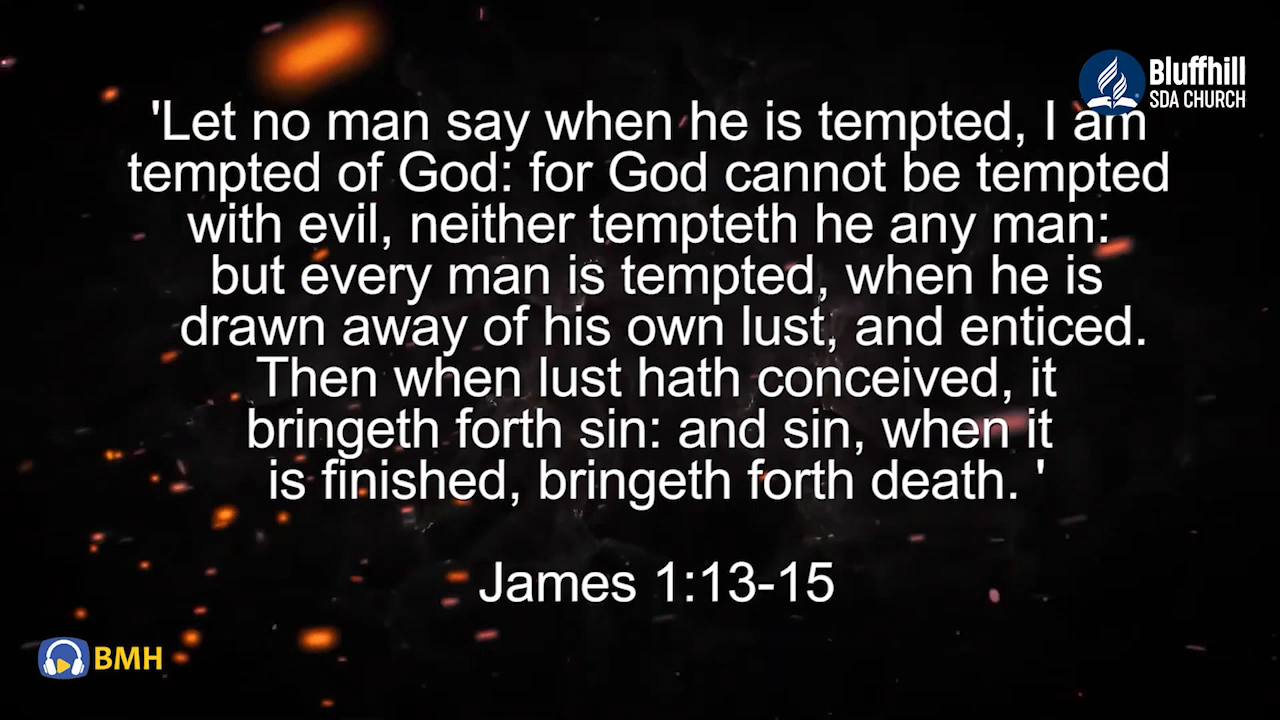 Bluffhill
SDA CHURCH
'Let no man say when he is tempted, I am
tempted of God: for God cannot be tempted
with evil, neither tempteth he any man:
but every man is tempted, when he is
drawn away of his own lust, and enticed.
Then when lust hath conceived, it
bringeth forth sin: and sin, when it
is finished, bringeth forth death. '
James 1:13-15
BMH